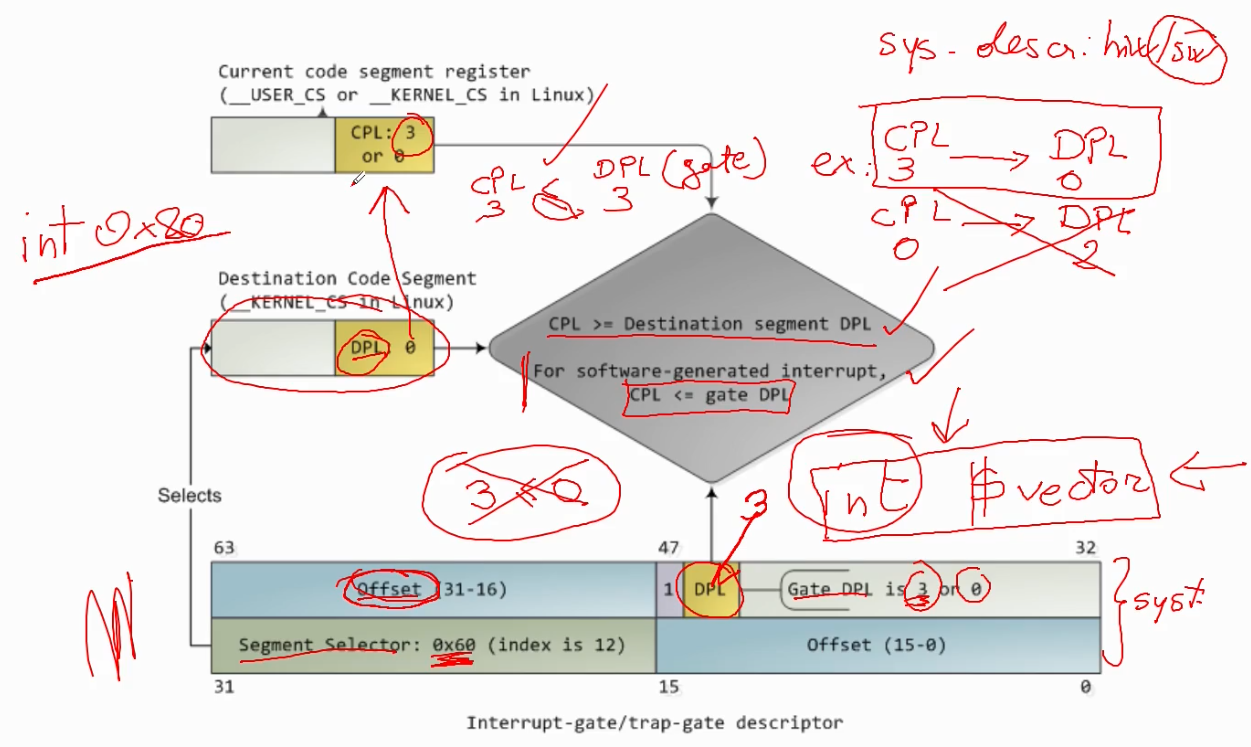 sys-descri: hw/sw
Current code segment register
(__USER_CS or __KERNEL_CS in Linux)
CPL: 3
or 0
CPL DPL (gate)
3 ≤ 3
ex: CPL → DPL
3 0
CPL → DPL
0 2
int 0x80
Destination Code Segment
(__KERNEL_CS in Linux)
DPL: 0
CPL >= Destination segment DPL
For software-generated interrupt,
CPL <= gate DPL
Selects
3 ≤ 0
3
int $vector
63 47 32
Offset (31-16) 1 DPL Gate DPL is 3 or 0
syst.
Segment Selector: 0x60 (index is 12) Offset (15-0)
31 15 0
Interrupt-gate/trap-gate descriptor